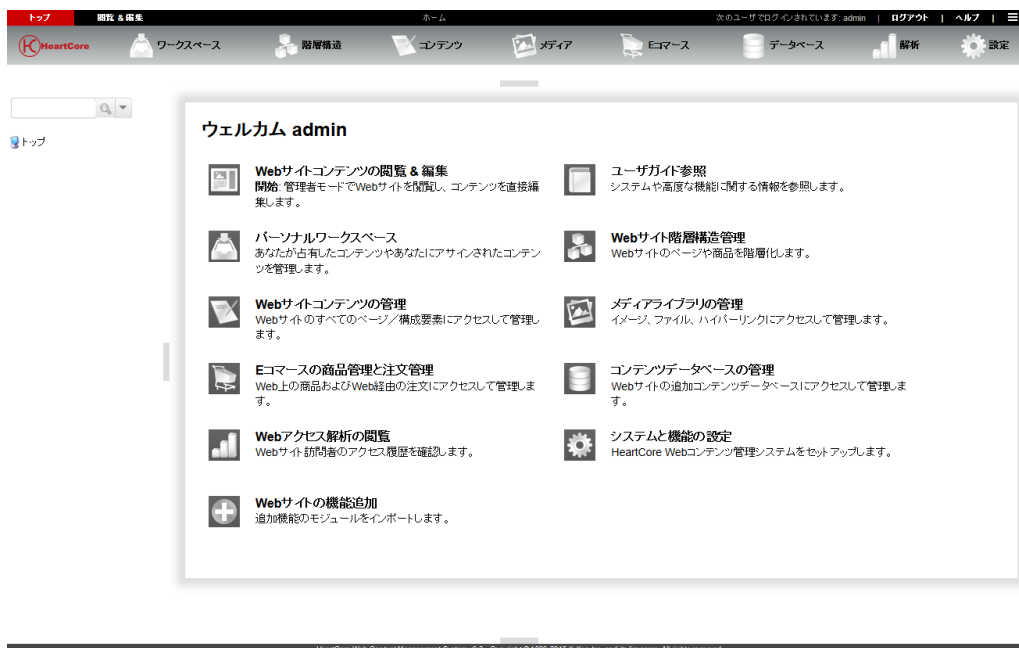 トップ 閲覧 & 編集 ホーム 次のユーザでログインされています: admin | ログアウト | ヘルプ |
HeartCore ワークスペース 階層構造 コンテンツ メディア Eコマース データベース 解析 設定
トップ
ウェルカム admin
Webサイトコンテンツの閲覧 & 編集
開始: 管理者モードでWebサイトを閲覧し、コンテンツを直接編
集します。
ユーザガイド参照
システムや高度な機能に関する情報を参照します。
パーソナルワークスペース
あなたが占有したコンテンツやあなたにアサインされたコンテン
ツを管理します。
Webサイト階層構造管理
Webサイトのページや商品を階層化します。
Webサイトコンテンツの管理
Webサイトのすべてのページ／構成要素にアクセスして管理し
ます。
メディアライブラリの管理
イメージ、ファイル、ハイパーリンクにアクセスして管理します。
Eコマースの商品管理と注文管理
Web上の商品およびWeb経由の注文にアクセスして管理しま
す。
コンテンツデータベースの管理
Webサイトの追加コンテンツデータベースにアクセスして管理しま
す。
Webアクセス解析の閲覧
Webサイト訪問者のアクセス履歴を確認します。
システムと機能の設定
HeartCore Webコンテンツ管理システムをセットアップします。
Webサイトの機能追加
追加機能のモジュールをインポートします。